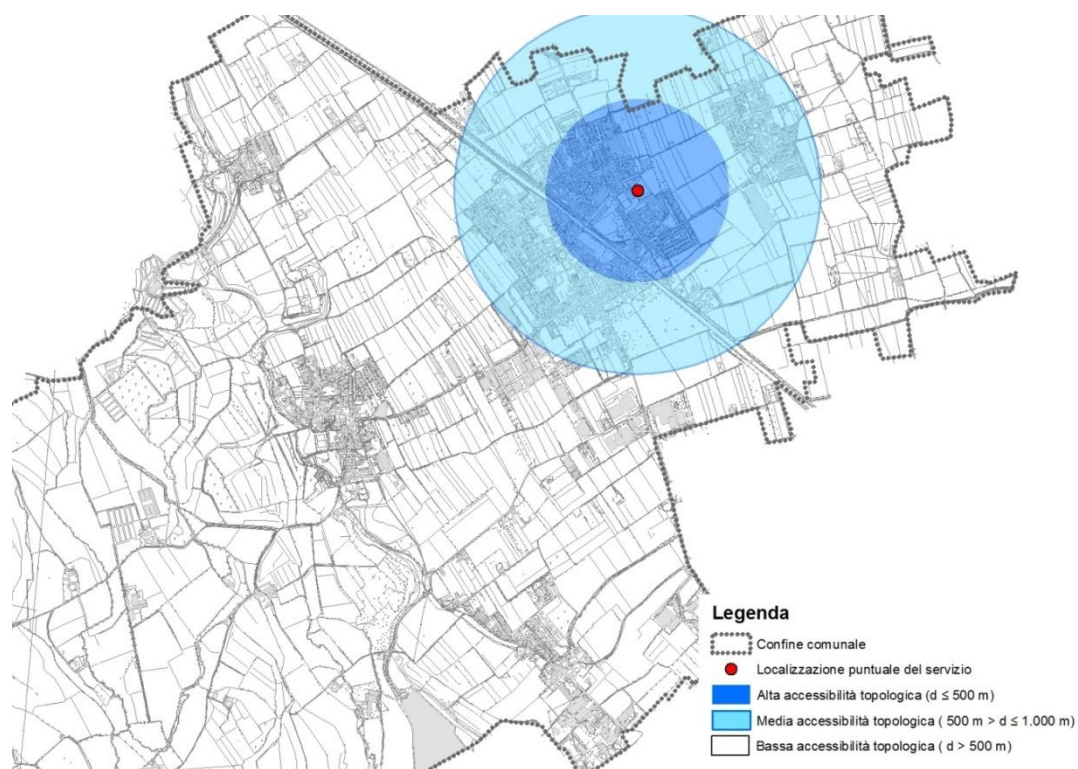 Legenda
Confine comunale
Localizzazione puntuale del servizio
Alta accessibilità topologica (d ≤ 500 m)
Media accessibilità topologica ( 500 m > d ≤ 1.000 m)
Bassa accessibilità topologica ( d > 500 m)